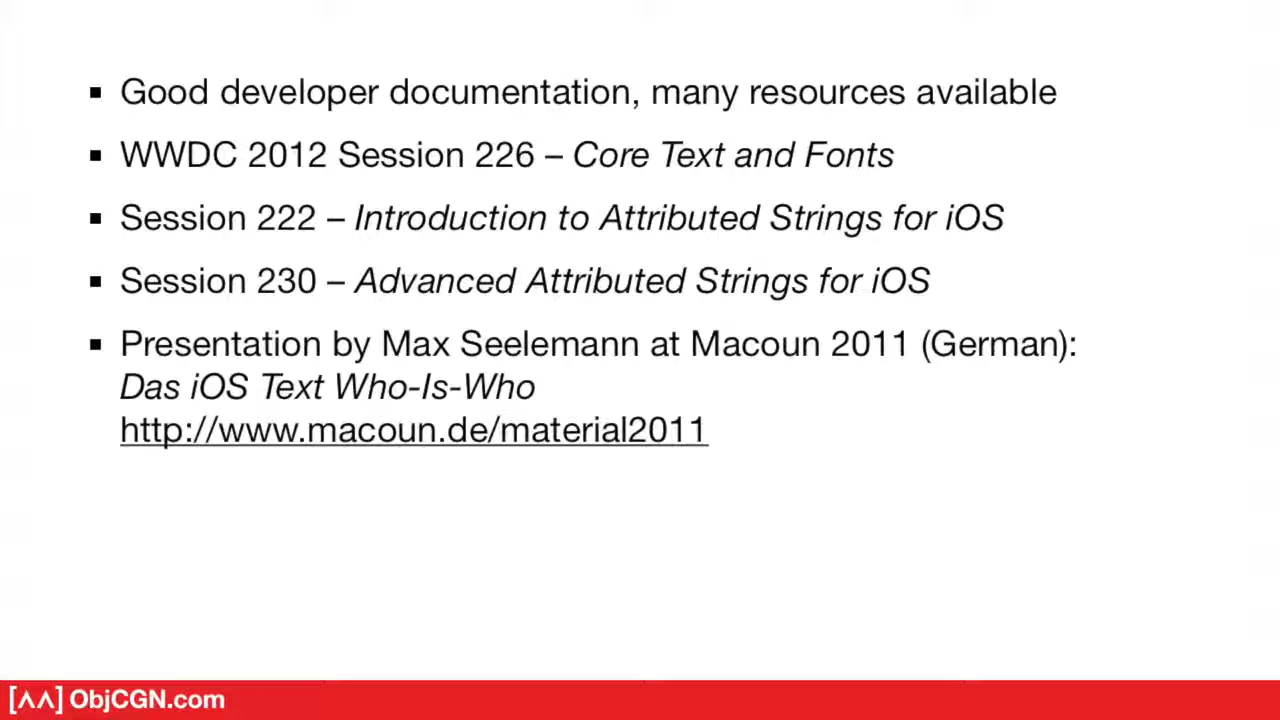 ▪ Good developer documentation, many resources available
▪ WWDC 2012 Session 226 – Core Text and Fonts
▪ Session 222 – Introduction to Attributed Strings for iOS
▪ Session 230 – Advanced Attributed Strings for iOS
▪ Presentation by Max Seelemann at Macoun 2011 (German):
Das iOS Text Who-Is-Who
http://www.macoun.de/material2011
[ʌʌ] ObjCGN.com